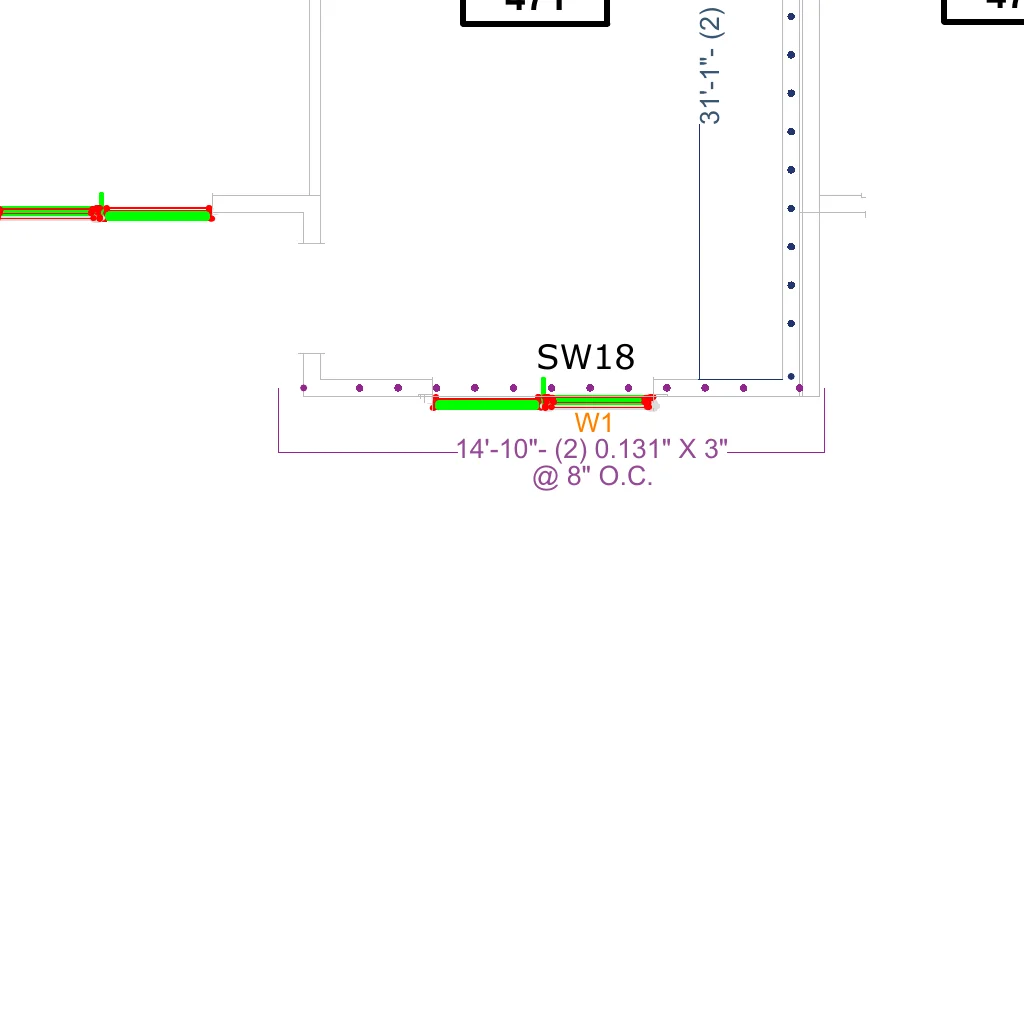 31'-1"- (2)
SW18
W1
14'-10"- (2) 0.131" X 3"
@ 8" O.C.